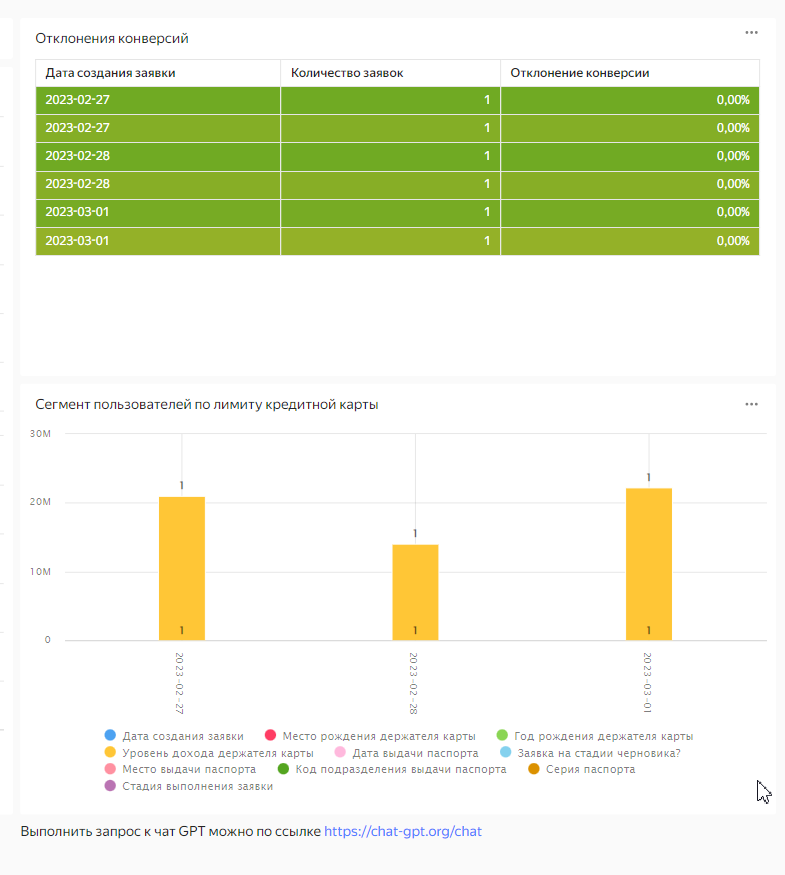 Отклонения конверсий
Дата создания заявки Количество заявок Отклонение конверсии
2023-02-27 1 0,00%
2023-02-27 1 0,00%
2023-02-28 1 0,00%
2023-02-28 1 0,00%
2023-03-01 1 0,00%
2023-03-01 1 0,00%
Сегмент пользователей по лимиту кредитной карты
30M
20M
10M
0
1 1 1
1 1 1
2023-02-27 2023-02-28 2023-03-01
Дата создания заявки Место рождения держателя карты Год рождения держателя карты
Уровень дохода держателя карты Дата выдачи паспорта Заявка на стадии черновика?
Место выдачи паспорта Код подразделения выдачи паспорта Серия паспорта
Стадия выполнения заявки
Выполнить запрос к чат GPT можно по ссылке https://chat-gpt.org/chat